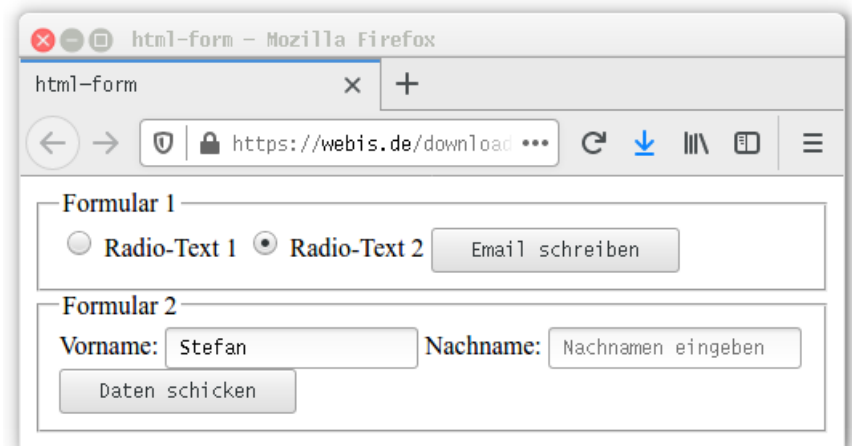 html-form - Mozilla Firefox
html-form
https://webis.de/download
Formular 1
Radio-Text 1 Radio-Text 2 Email schreiben
Formular 2
Vorname: Stefan Nachname: Nachnamen eingeben
Daten schicken